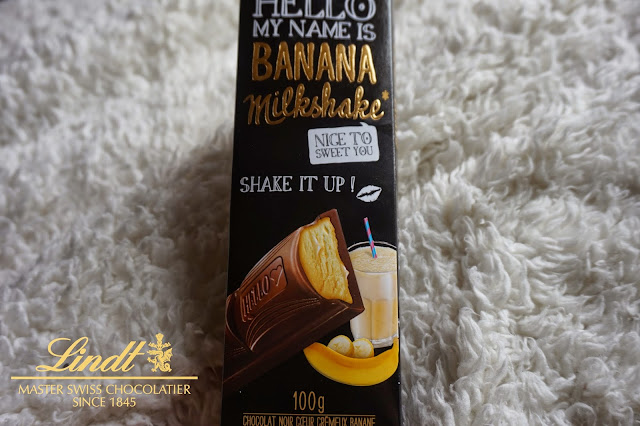 HELLO
MY NAME IS
BANANA
Milkshake*
NICE TO
SWEET YOU
SHAKE IT UP!
HELLO
Lindt
MASTER SWISS CHOCOLATIER
SINCE 1845
100g
CHOCOLAT NOIR CŒUR CRÉMEUX BANANE